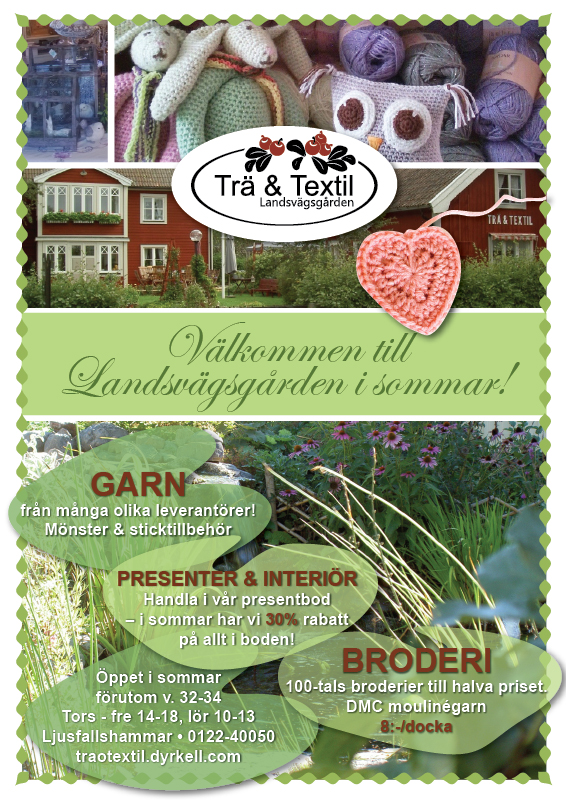 Trä & Textil
Landsvägsgården
TRÄ & TEXTIL
Välkommen till
Landsvägsgården i sommar!
GARN
från många olika leverantörer!
Mönster & sticktillbehör
PRESENTER & INTERIÖR
Handla i vår presentbod
– i sommar har vi 30% rabatt
på allt i boden!
BRODERI
100-tals broderier till halva priset.
DMC moulinégarn
8:-/docka
Öppet i sommar
förutom v. 32-34
Tors - fre 14-18, lör 10-13
Ljusfallshammar • 0122-40050
traotextil.dyrkell.com